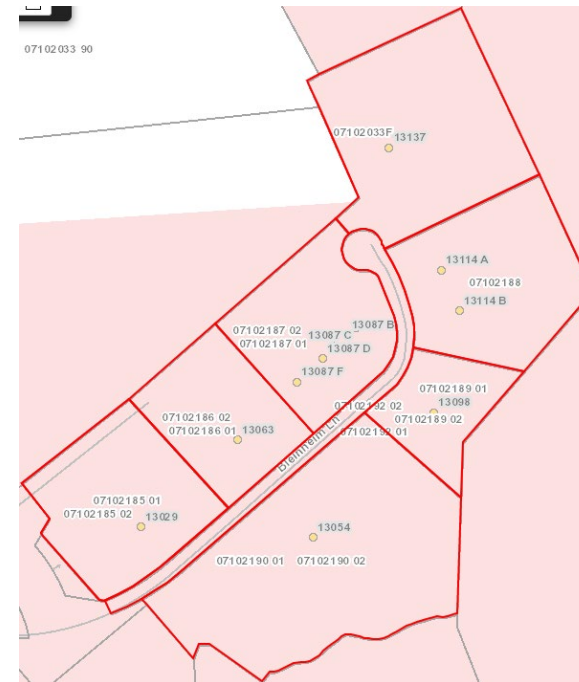 07102033 90
07102033F
13137
13114 A
07102188
13114 B
07102187 02
13087 B
13087 C
07102187 01
13087 D
13087 F
07102189 01
13098
07102192 02
07102189 02
07102186 02
07102186 01
13063
07102192 01
Blenheim Ln
07102185 01
07102185 02
13029
13054
07102190 01
07102190 02